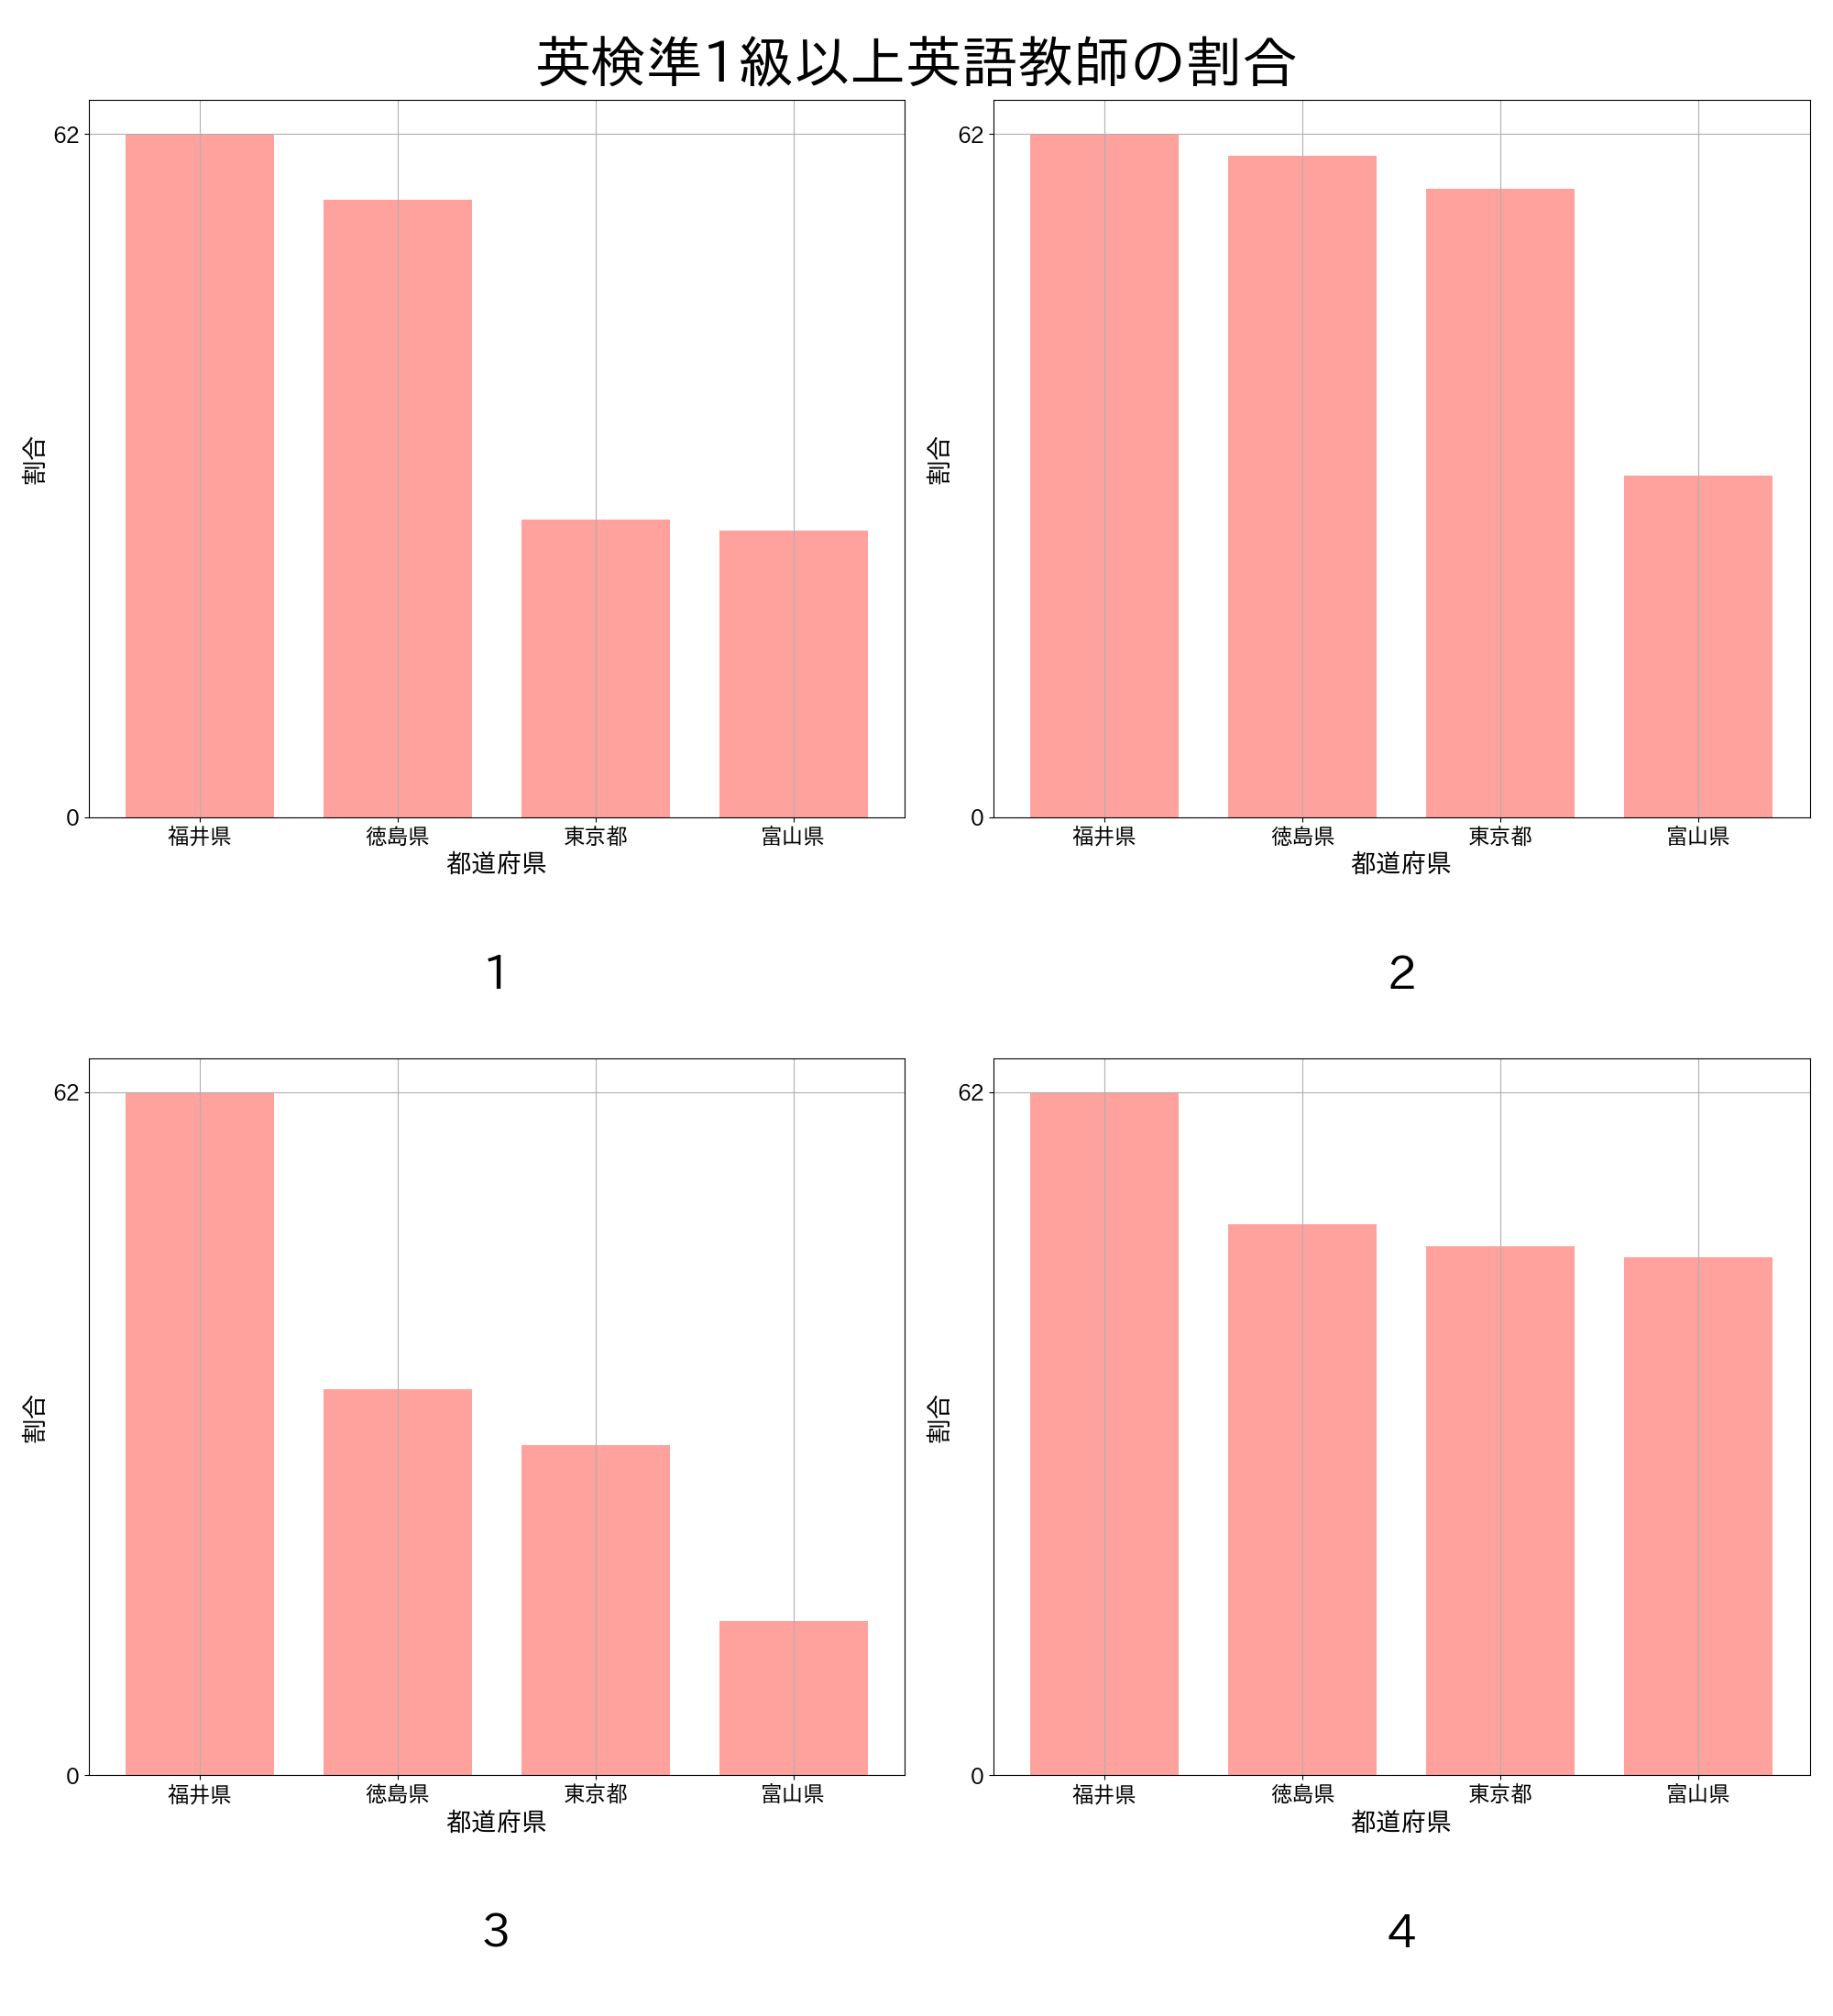 英検準1級以上英語教師の割合
62
割合
0
福井県 徳島県 東京都 富山県
都道府県
1
62
割合
0
福井県 徳島県 東京都 富山県
都道府県
2
62
割合
0
福井県 徳島県 東京都 富山県
都道府県
3
62
割合
0
福井県 徳島県 東京都 富山県
都道府県
4